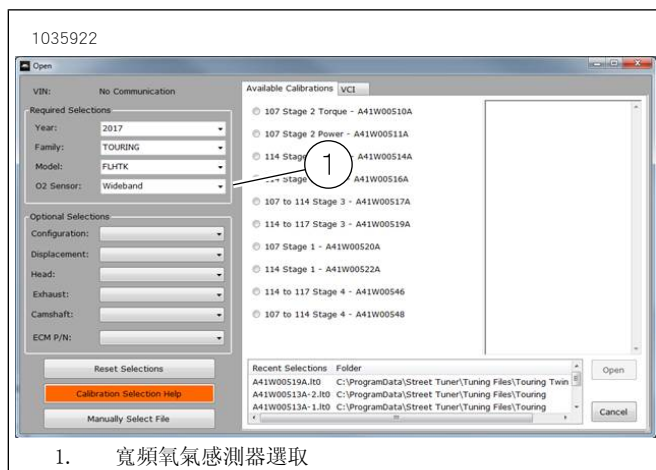 1035922
Open
VIN: No Communication
Required Selections
Year: 2017
Family: TOURING
Model: FLHTK
O2 Sensor: Wideband
Optional Selections
Configuration:
Displacement:
Head:
Exhaust:
Camshaft:
ECM P/N:
Reset Selections
Calibration Selection Help
Manually Select File
Available Calibrations VCI
107 Stage 2 Torque - A41W00510A
107 Stage 2 Power - A41W00511A
114 Stage - A41W00514A
114 Stage A41W00516A
107 to 114 Stage 3 - A41W00517A
114 to 117 Stage 3 - A41W00519A
107 Stage 1 - A41W00520A
114 Stage 1 - A41W00522A
114 to 117 Stage 4 - A41W00546
107 to 114 Stage 4 - A41W00548
1
Recent Selections Folder
A41W00519A.lt0 C:\ProgramData\Street Tuner\Tuning Files\Touring Twin
A41W00513A-2.lt0 C:\ProgramData\Street Tuner\Tuning Files\Touring
A41W00513A-1.lt0 C:\ProgramData\Street Tuner\Tuning Files\Touring
Open
Cancel
1. 寬頻氧氣感測器選取